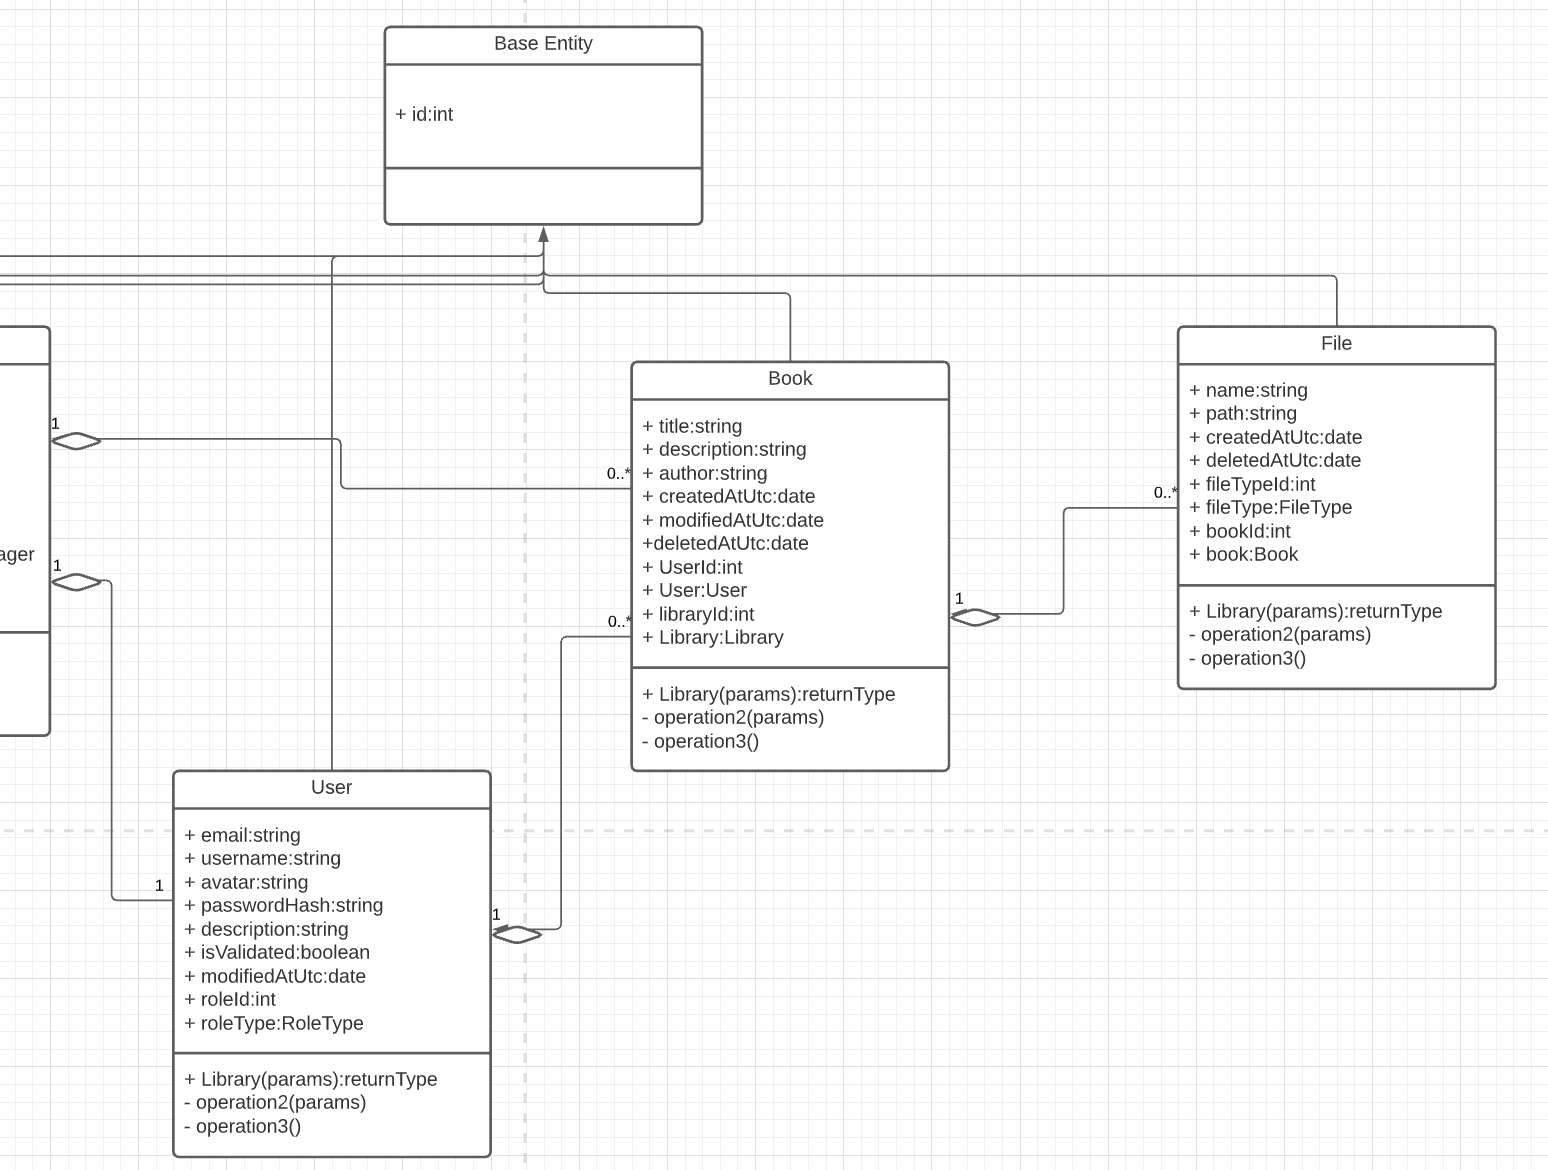 Base Entity
+ id:int
1
ager
1
Book
+ title:string
+ description:string
+ author:string
+ createdAtUtc:date
+ modifiedAtUtc:date
+deletedAtUtc:date
+ UserId:int
+ User:User
+ libraryId:int
+ Library:Library
+ Library(params):returnType
- operation2(params)
- operation3()
0..*
0..*
1
File
+ name:string
+ path:string
+ createdAtUtc:date
+ deletedAtUtc:date
+ fileTypeId:int
+ fileType:FileType
+ bookId:int
+ book:Book
+ Library(params):returnType
- operation2(params)
- operation3()
0..*
User
+ email:string
+ username:string
+ avatar:string
+ passwordHash:string
+ description:string
+ isValidated:boolean
+ modifiedAtUtc:date
+ roleId:int
+ roleType:RoleType
+ Library(params):returnType
- operation2(params)
- operation3()
1
1